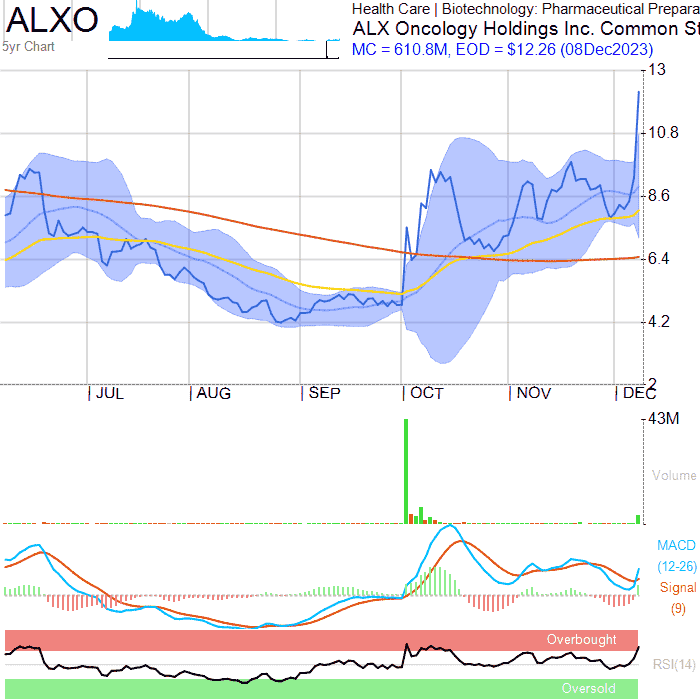 ALXO
5yr Chart
Health Care | Biotechnology: Pharmaceutical Prepara
ALX Oncology Holdings Inc. Common St
MC = 610.8M, EOD = $12.26 (08Dec2023)
13
10.8
8.6
6.4
4.2
2
JUL AUG SEP OCT NOV DEC
43M
Volume
MACD
(12-26)
Signal
(9)
Overbought
RSI(14)
Oversold